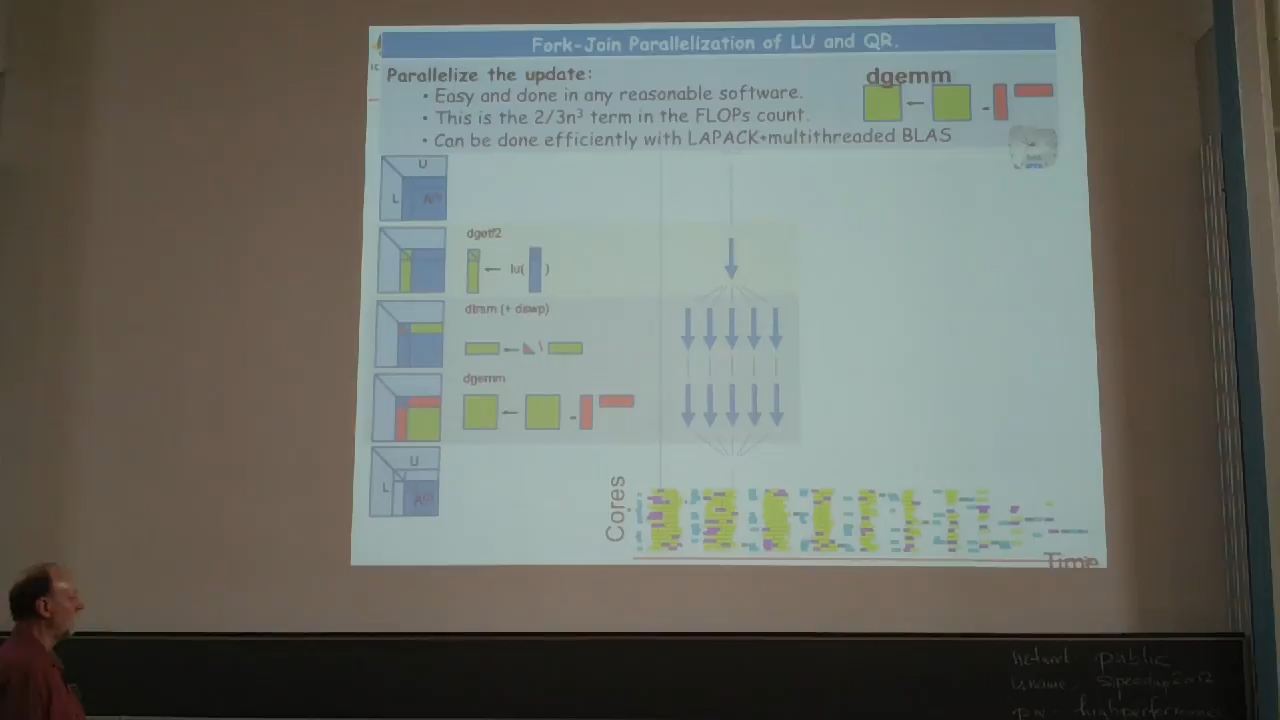 Fork-Join Parallelization of LU and QR.
Parallelize the update:
• Easy and done in any reasonable software.
• This is the 2/3n³ term in the FLOPs count.
• Can be done efficiently with LAPACK+multithreaded BLAS
dgemm
-
U
L
dgetf2
lu( )
dtrsm (+ dlswp)
\
dgemm
-
U
L
Cores
Time
public